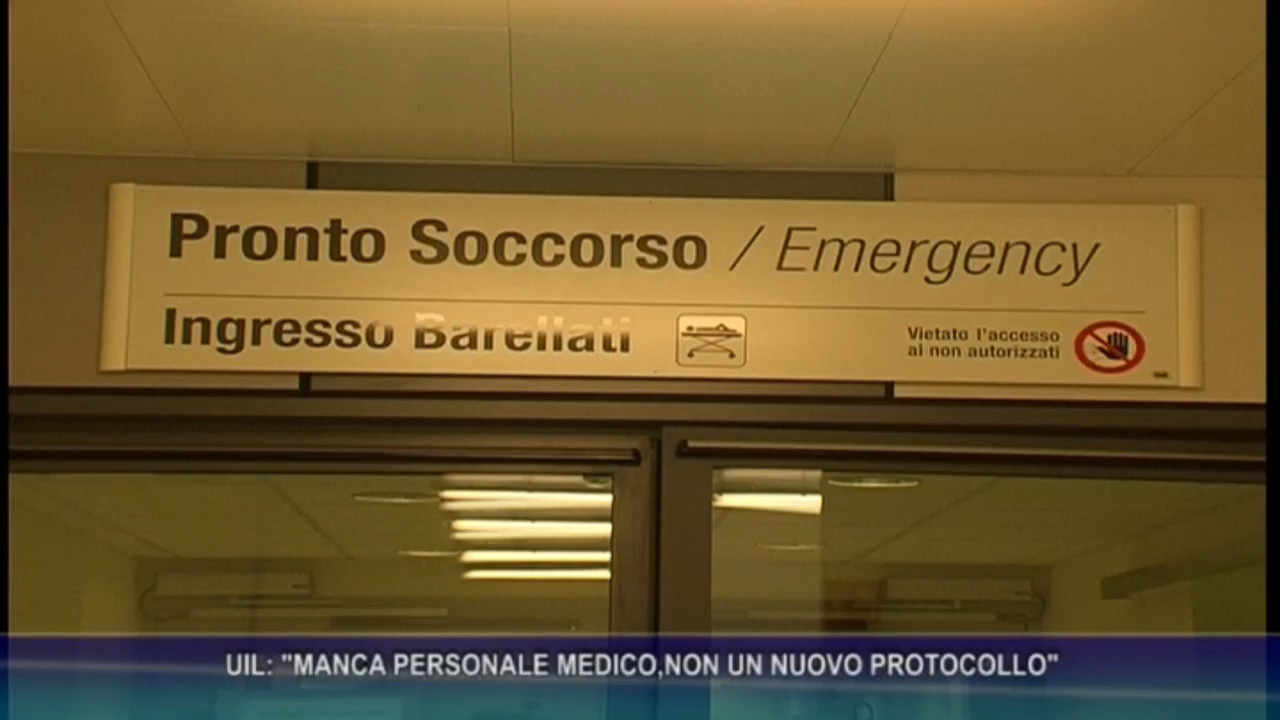 Pronto Soccorso / Emergency
Ingresso Barellati
Vietato l'accesso
ai non autorizzati
UIL: "MANCA PERSONALE MEDICO,NON UN NUOVO PROTOCOLLO"